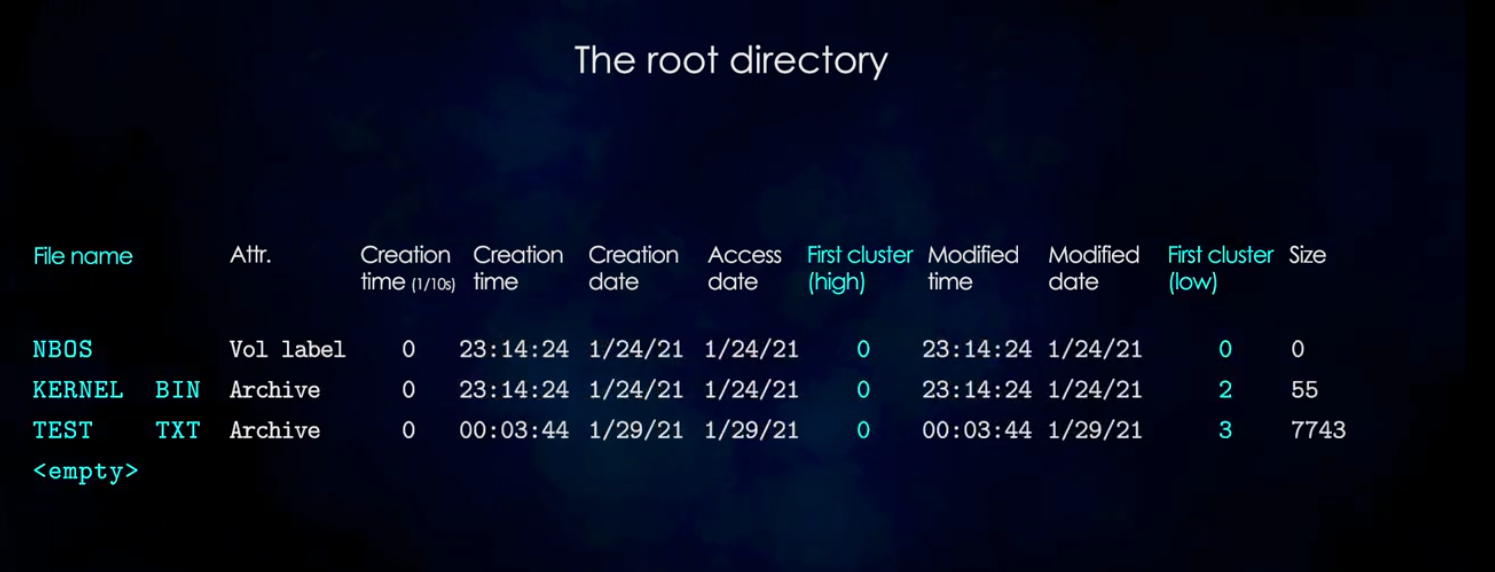 The root directory
File name Attr. Creation Creation Creation Access First cluster Modified Modified First cluster Size
time (1/10s) time date date (high) time date (low)
NBOS Vol label 0 23:14:24 1/24/21 1/24/21 0 23:14:24 1/24/21 0 0
KERNEL BIN Archive 0 23:14:24 1/24/21 1/24/21 0 23:14:24 1/24/21 2 55
TEST TXT Archive 0 00:03:44 1/29/21 1/29/21 0 00:03:44 1/29/21 3 7743
<empty>